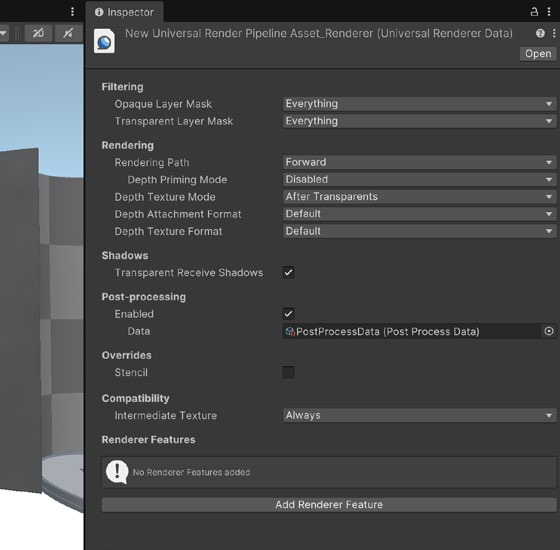 Inspector
New Universal Render Pipeline Asset_Renderer (Universal Renderer Data)
Open
Filtering
Opaque Layer Mask Everything
Transparent Layer Mask Everything
Rendering
Rendering Path Forward
Depth Priming Mode Disabled
Depth Texture Mode After Transparents
Depth Attachment Format Default
Depth Texture Format Default
Shadows
Transparent Receive Shadows
Post-processing
Enabled
Data PostProcessData (Post Process Data)
Overrides
Stencil
Compatibility
Intermediate Texture Always
Renderer Features
No Renderer Features added
Add Renderer Feature